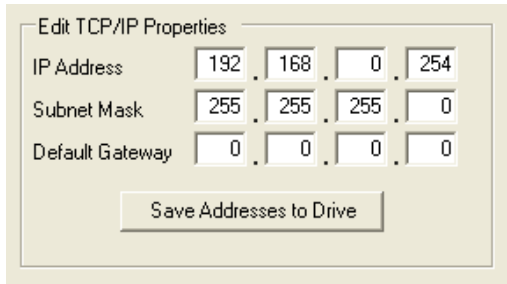 Edit TCP/IP Properties
IP Address 192 . 168 . 0 . 254
Subnet Mask 255 . 255 . 255 . 0
Default Gateway 0 . 0 . 0 . 0
Save Addresses to Drive